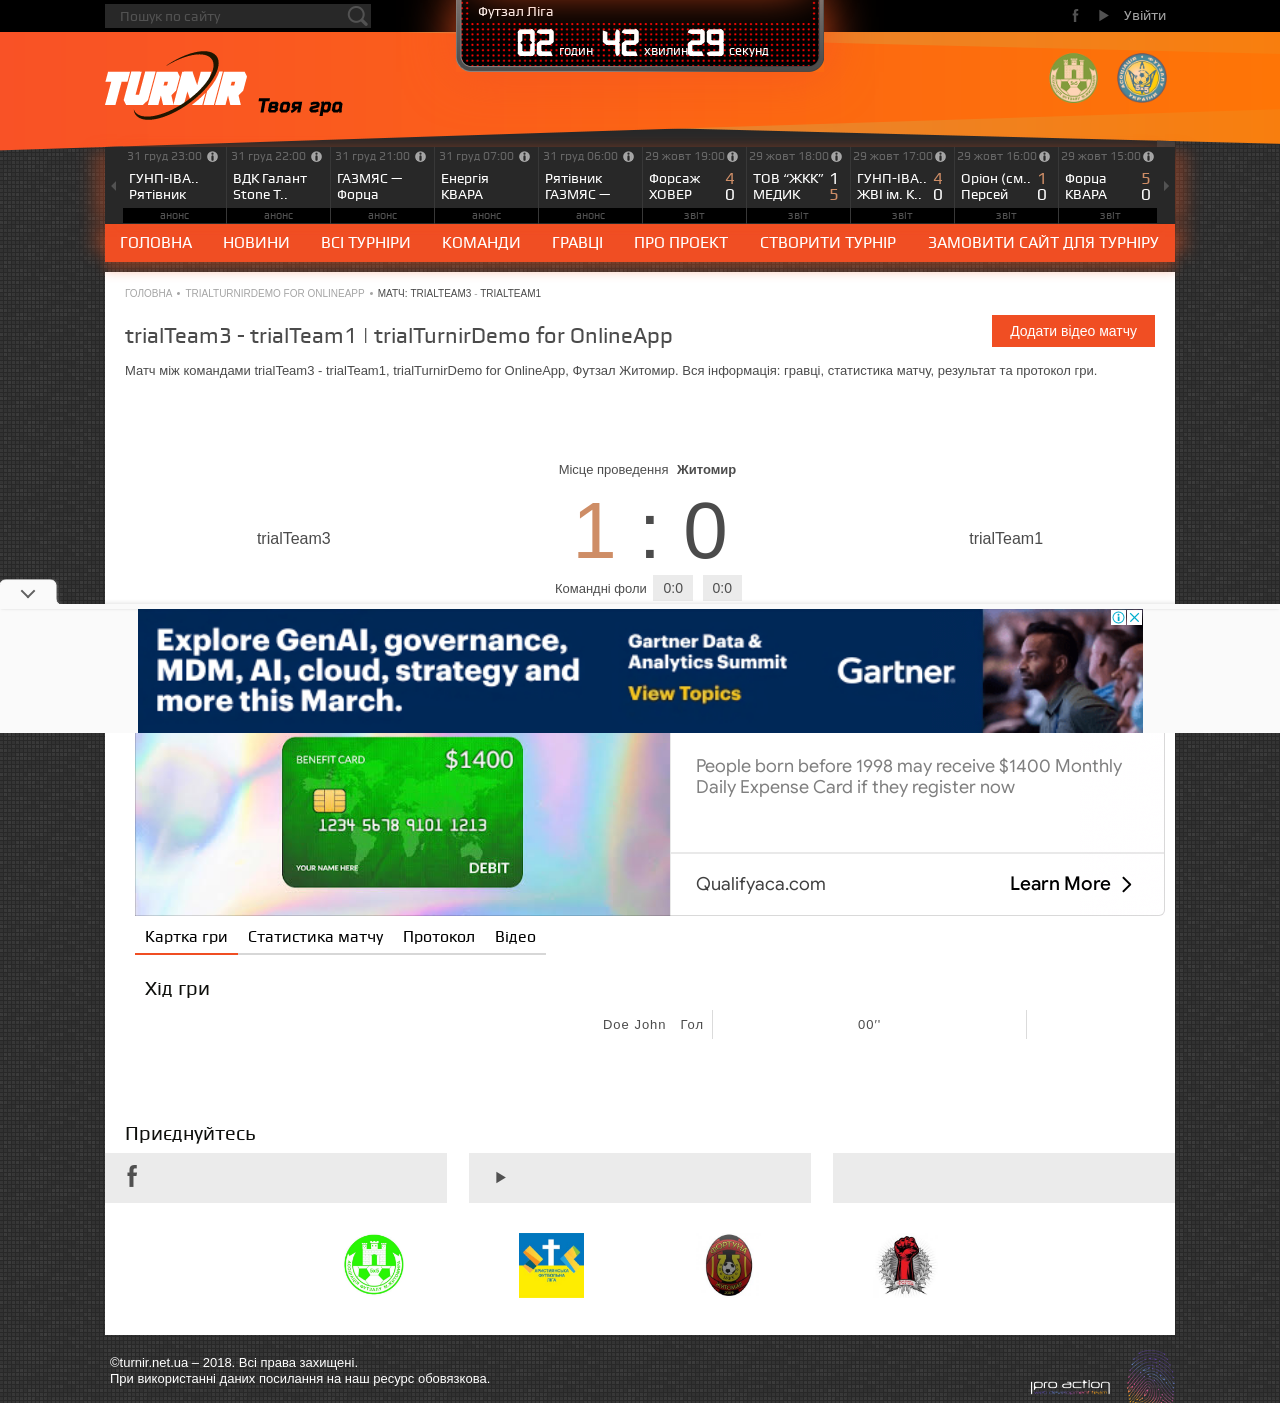 Пошук по сайту
Футзал Ліга
02 годин 42 хвилин 29 секунд
Увійти
TURNIR
Твоя гра
31 груд 23:00
ГУНП-ІВА..
Рятівник
анонс
31 груд 22:00
ВДК Галант
Stone T..
анонс
31 груд 21:00
ГАЗМЯС —
Форца
анонс
31 груд 07:00
Енергія
КВАРА
анонс
31 груд 06:00
Рятівник
ГАЗМЯС —
анонс
29 жовт 19:00
Форсаж 4
ХОВЕР 0
звіт
29 жовт 18:00
ТОВ “ЖКК” 1
МЕДИК 5
звіт
29 жовт 17:00
ГУНП-ІВА.. 4
ЖВІ ім. К.. 0
звіт
29 жовт 16:00
Оріон (см.. 1
Персей 0
звіт
29 жовт 15:00
Форца 5
КВАРА 0
звіт
ГОЛОВНА НОВИНИ ВСІ ТУРНІРИ КОМАНДИ ГРАВЦІ ПРО ПРОЕКТ СТВОРИТИ ТУРНІР ЗАМОВИТИ САЙТ ДЛЯ ТУРНІРУ
ГОЛОВНА • TRIALTURNIRDEMO FOR ONLINEAPP • МАТЧ: TRIALTEAM3 - TRIALTEAM1
trialTeam3 - trialTeam1 | trialTurnirDemo for OnlineApp
Додати відео матчу
Матч між командами trialTeam3 - trialTeam1, trialTurnirDemo for OnlineApp, Футзал Житомир. Вся інформація: гравці, статистика матчу, результат та протокол гри.
Місце проведення Житомир
trialTeam3 1 : 0 trialTeam1
Командні фоли 0:0 0:0
Explore GenAI, governance,
MDM, AI, cloud, strategy and
more this March.
Gartner Data &
Analytics Summit
View Topics
Gartner
BENEFIT CARD $1400
1234 5678 9101 1213
YOUR NAME HERE DEBIT
People born before 1998 may receive $1400 Monthly
Daily Expense Card if they register now
Qualifyaca.com Learn More
Картка гри Статистика матчу Протокол Відео
Хід гри
Doe John Гол 00''
Приєднуйтесь
ХРИСТИЯНСЬКА
ФУТБОЛЬНА
ЛІГА
ФОРТУНА
©turnir.net.ua – 2018. Всі права захищені.
При використанні даних посилання на наш ресурс обовязкова.
pro action